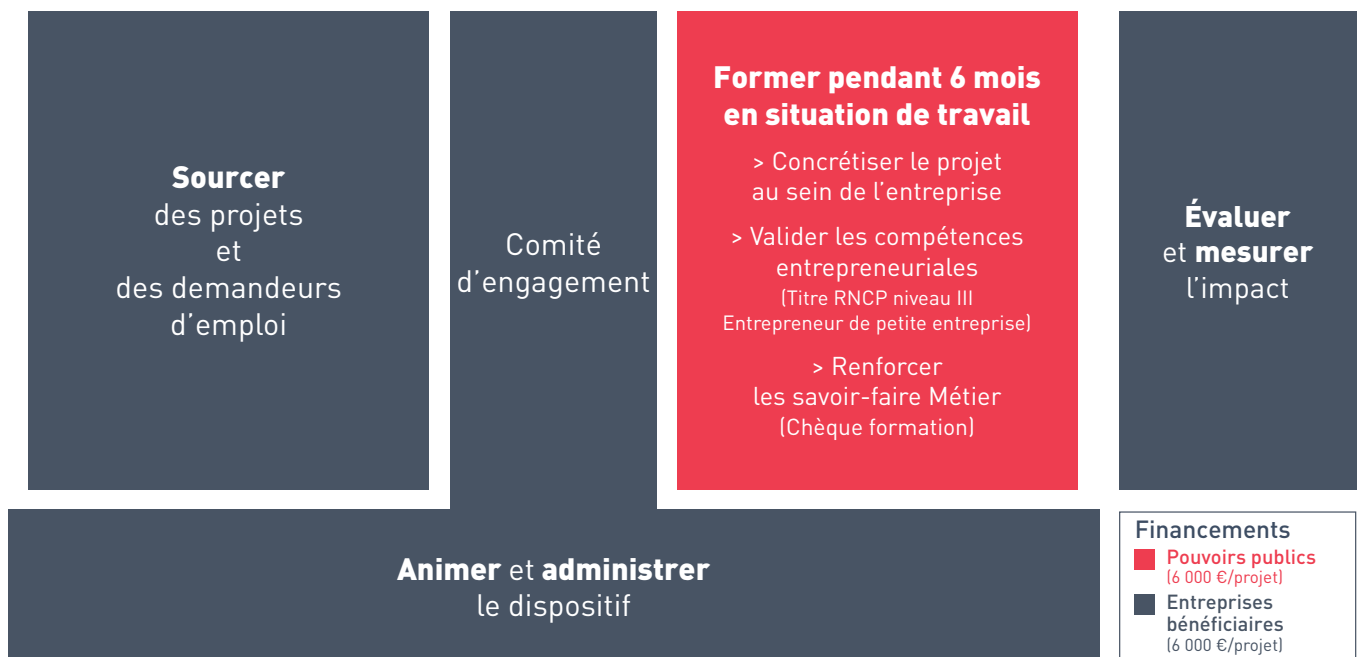 Sourcer
des projets
et
des demandeurs
d’emploi
Comité
d’engagement
Former pendant 6 mois
en situation de travail
> Concrétiser le projet
au sein de l’entreprise
> Valider les compétences
entrepreneuriales
(Titre RNCP niveau III
Entrepreneur de petite entreprise)
> Renforcer
les savoir-faire Métier
(Chèque formation)
Évaluer
et mesurer
l’impact
Animer et administrer
le dispositif
Financements
Pouvoirs publics
(6 000 €/projet)
Entreprises
bénéficiaires
(6 000 €/projet)